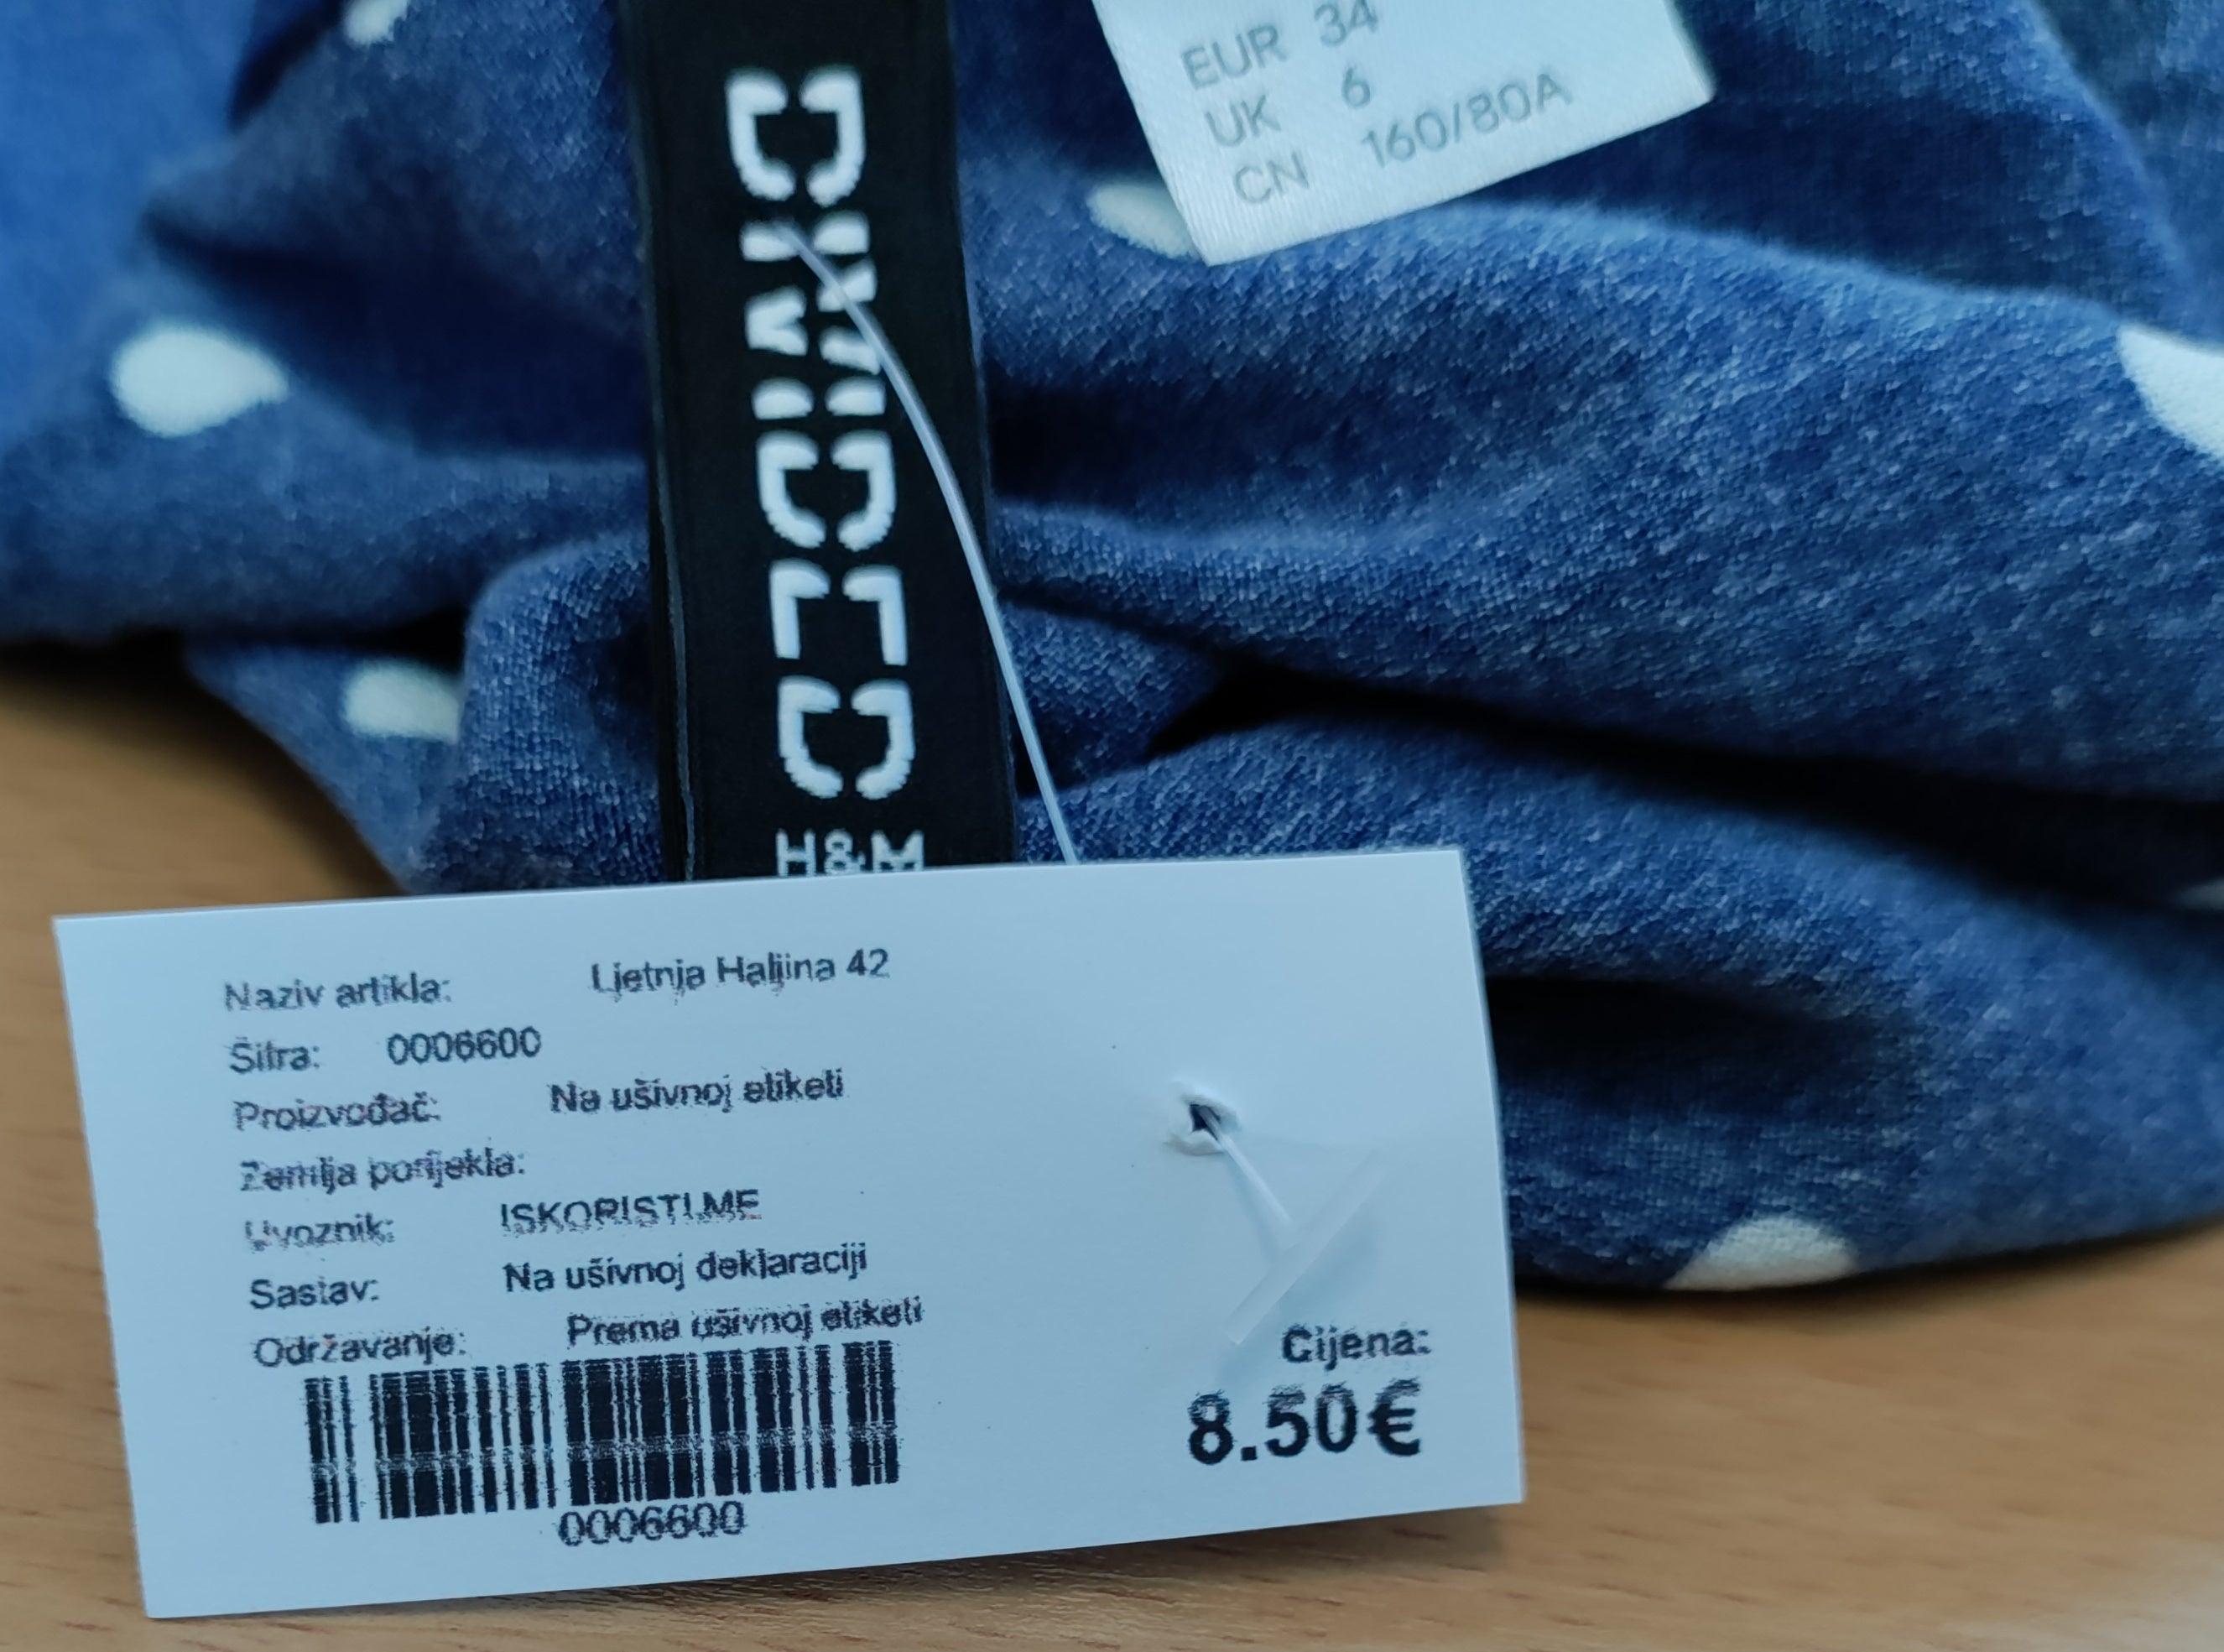 EUR 34
UK 6
CN 160/80A
DIVIDED
H&M
Naziv artikla: Ljetnja Haljina 42
Šifra: 0006600
Proizvođač: Na ušivnoj etiketi
Zemlja porijekla:
Uvoznik: ISKORISTI.ME
Sastav: Na ušivnoj deklaraciji
Održavanje: Prema ušivnoj etiketi
0006600
Cijena:
8.50€